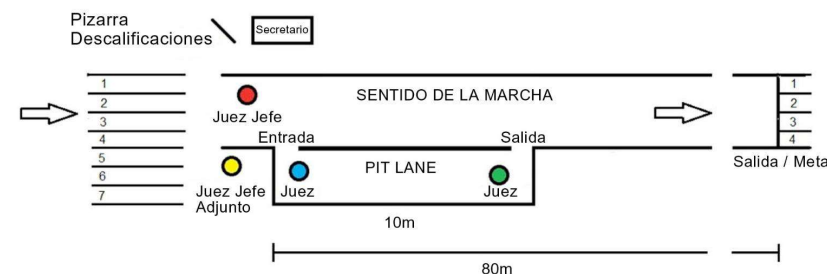 Pizarra
Descalificaciones
Secretario
1
2
3
4
5
6
7
SENTIDO DE LA MARCHA
1
2
3
4
Juez Jefe
Entrada
Salida
Salida / Meta
PIT LANE
Juez Jefe
Adjunto
Juez
Juez
10m
80m